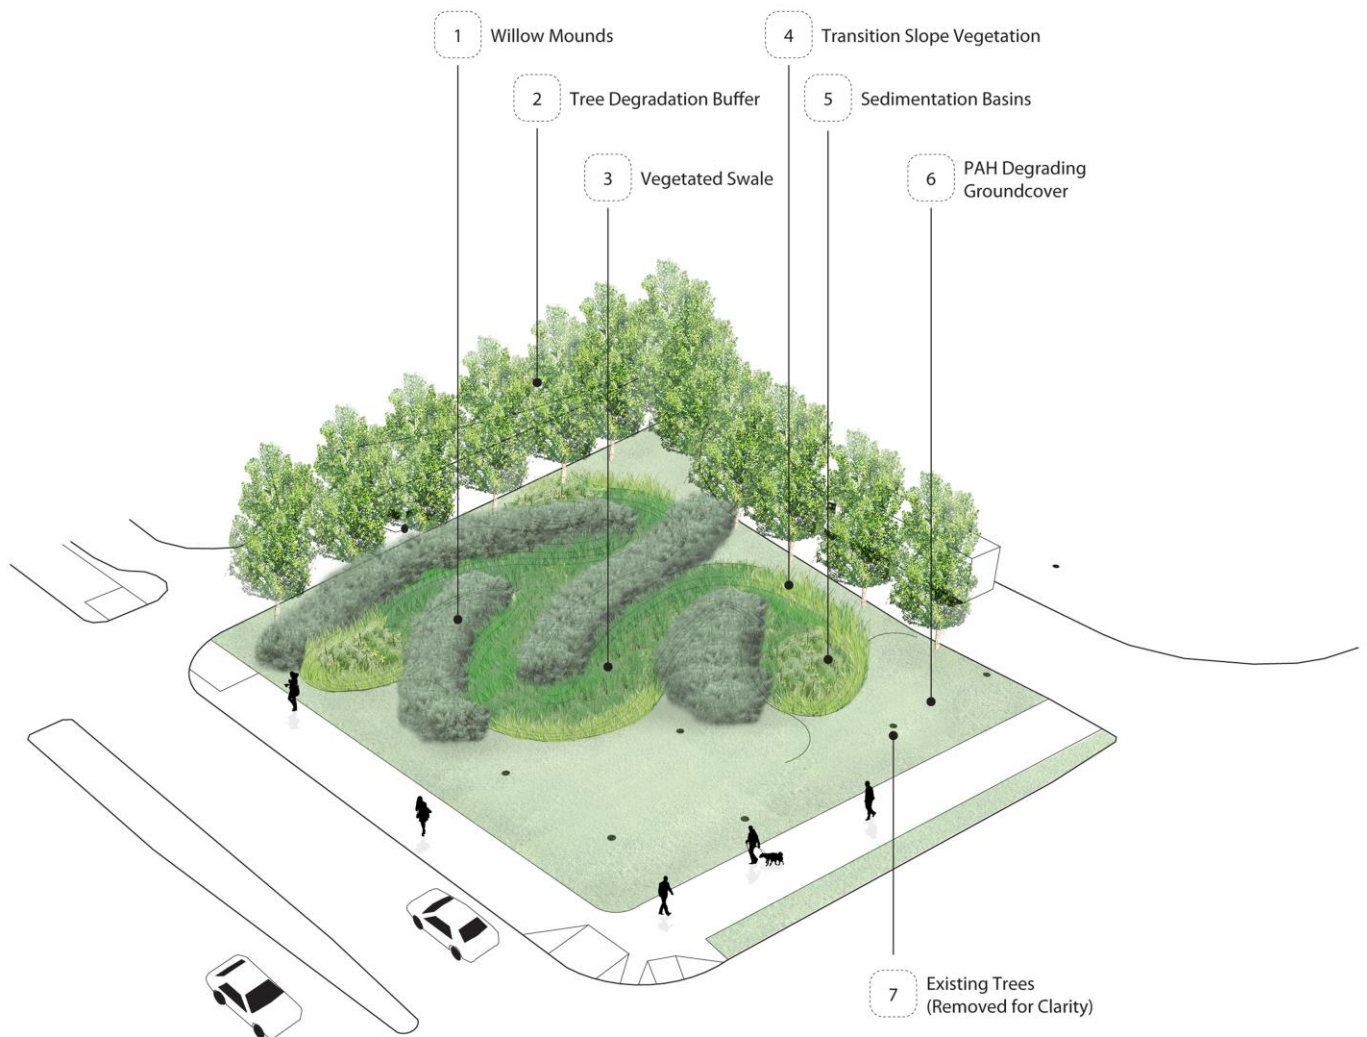 1 Willow Mounds
4 Transition Slope Vegetation
2 Tree Degradation Buffer
5 Sedimentation Basins
3 Vegetated Swale
6 PAH Degrading
Groundcover
7 Existing Trees
(Removed for Clarity)